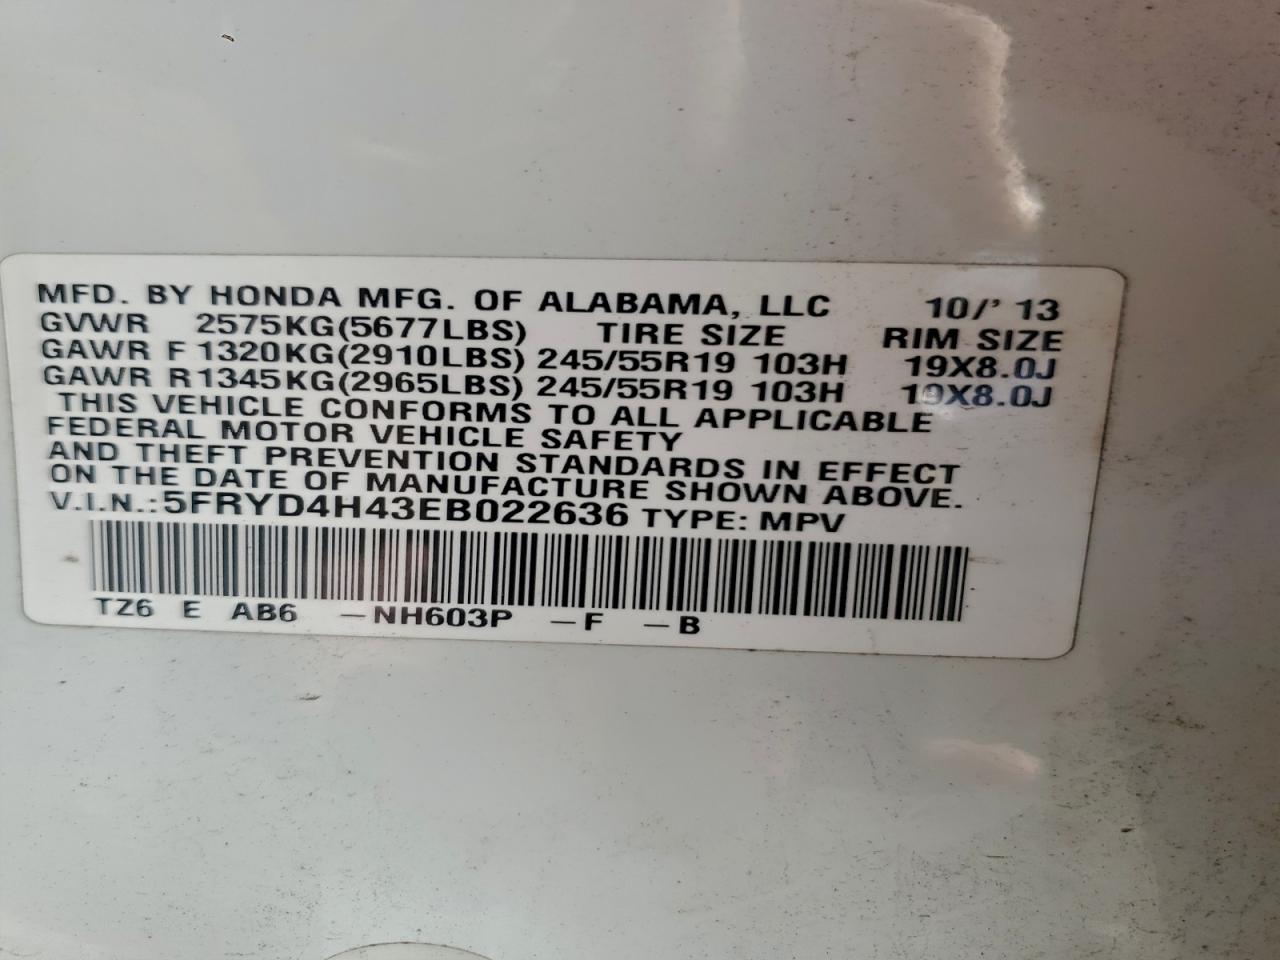 MFD. BY HONDA MFG. OF ALABAMA, LLC 10/' 13
GVWR 2575KG(5677LBS) TIRE SIZE RIM SIZE
GAWR F 1320KG(2910LBS) 245/55R19 103H 19X8.0J
GAWR R 1345KG(2965LBS) 245/55R19 103H 19X8.0J
THIS VEHICLE CONFORMS TO ALL APPLICABLE
FEDERAL MOTOR VEHICLE SAFETY
AND THEFT PREVENTION STANDARDS IN EFFECT
ON THE DATE OF MANUFACTURE SHOWN ABOVE.
V.I.N.: 5FRYD4H43EB022636 TYPE: MPV
TZ6 E AB6 –NH603P –F –B